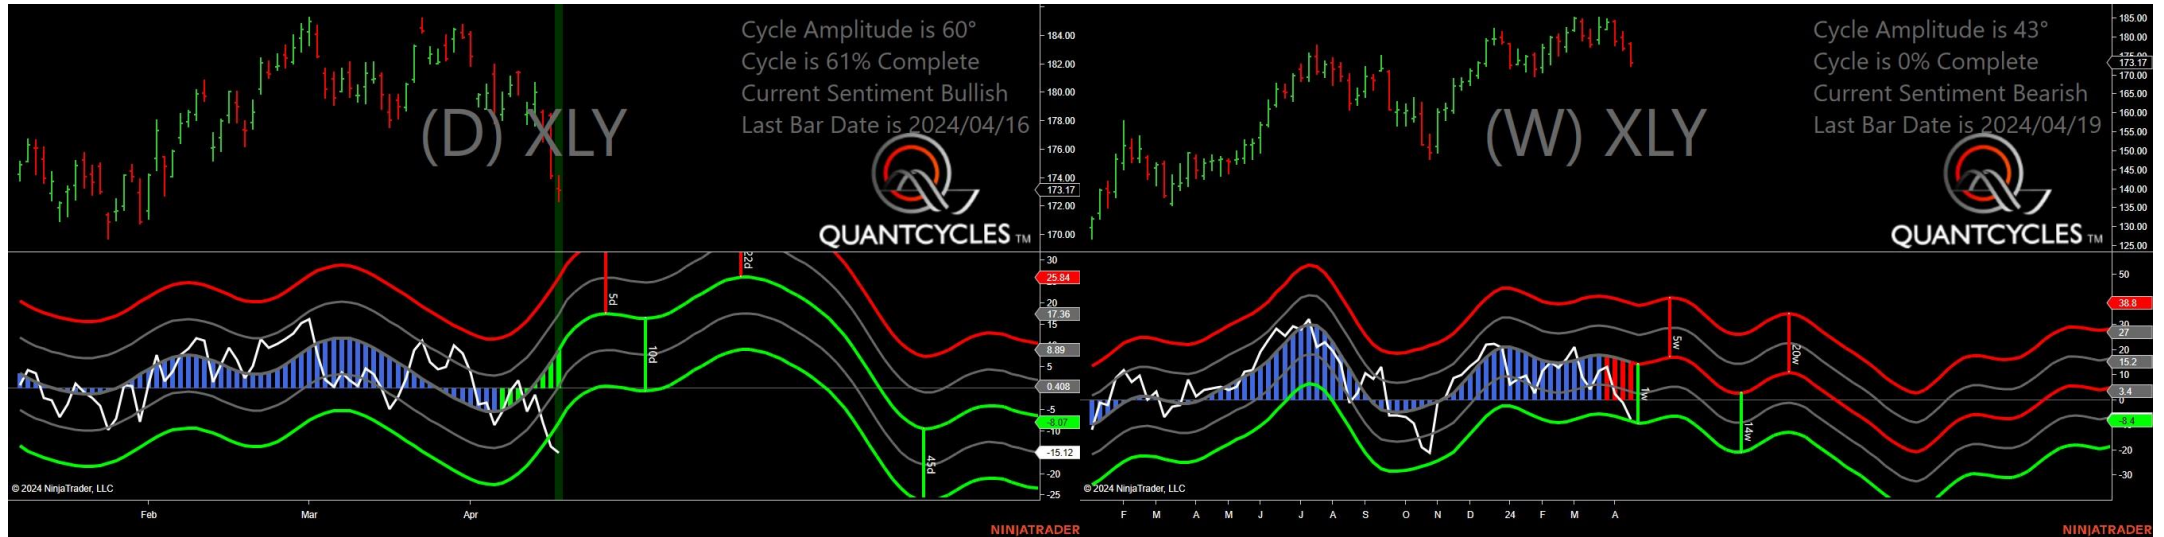 Cycle Amplitude is 60°
Cycle is 61% Complete
Current Sentiment Bullish
Last Bar Date is 2024/04/16
(D) XLY
QUANTCYCLES TM
184.00
182.00
180.00
178.00
176.00
174.00
173.17
172.00
170.00
30
25.84
20
17.36
15
8.89
5
0.408
-5
-8.07
-10
-15.12
-20
-25
5d
10d
22d
45d
© 2024 NinjaTrader, LLC
Feb
Mar
Apr
NINJATRADER
Cycle Amplitude is 43°
Cycle is 0% Complete
Current Sentiment Bearish
Last Bar Date is 2024/04/19
(W) XLY
QUANTCYCLES TM
185.00
180.00
173.17
170.00
165.00
160.00
155.00
150.00
145.00
140.00
135.00
130.00
125.00
50
38.8
30
27
20
15.2
10
3.4
0
-8.4
-20
-30
1w
5w
14w
20w
© 2024 NinjaTrader, LLC
F
M
A
M
J
J
A
S
O
N
D
24
F
M
A
NINJATRADER